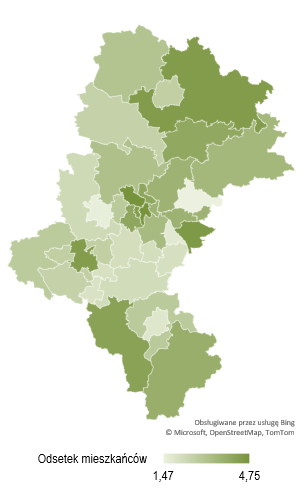 Obsługiwane przez usługę Bing
© Microsoft, OpenStreetMap, TomTom
Odsetek mieszkańców
1,47 4,75